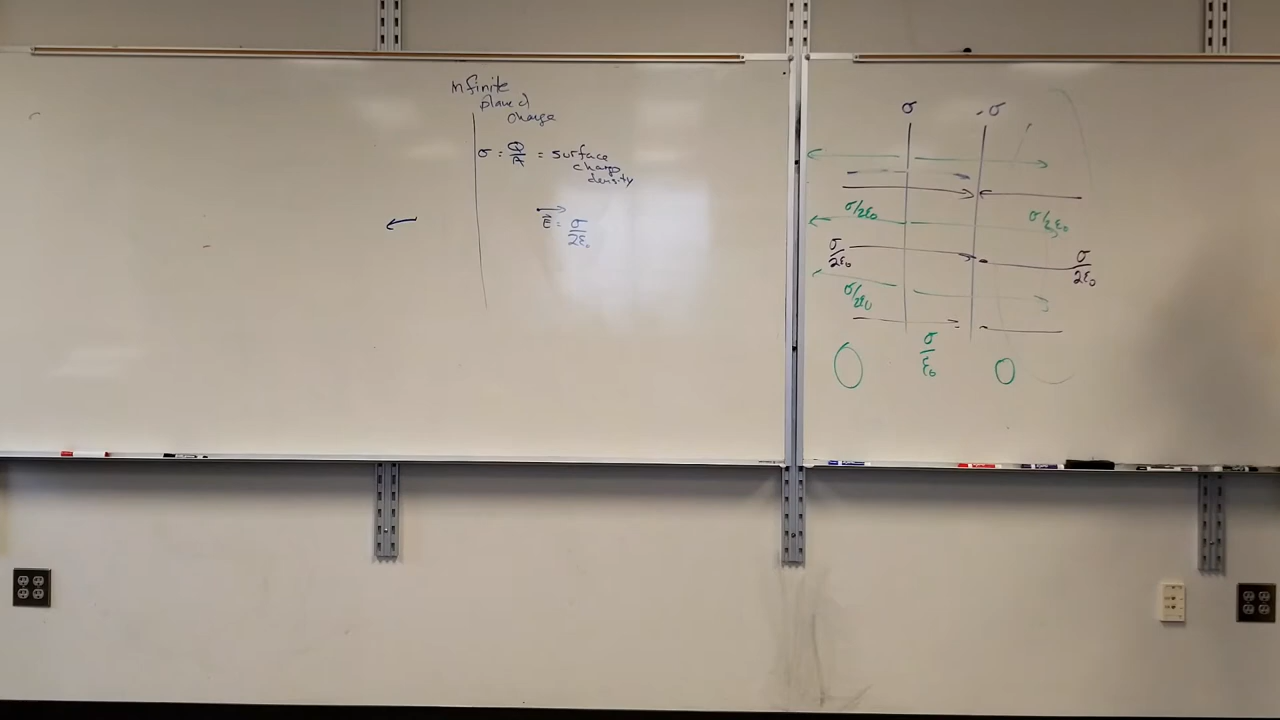 Infinite
plane of
charge
σ = Q/A = surface
charge
density
E = σ/2ε₀
σ -σ
σ/2ε₀ σ/2ε₀
σ/2ε₀ σ/2ε₀
σ/2ε₀
0 σ/ε₀ 0